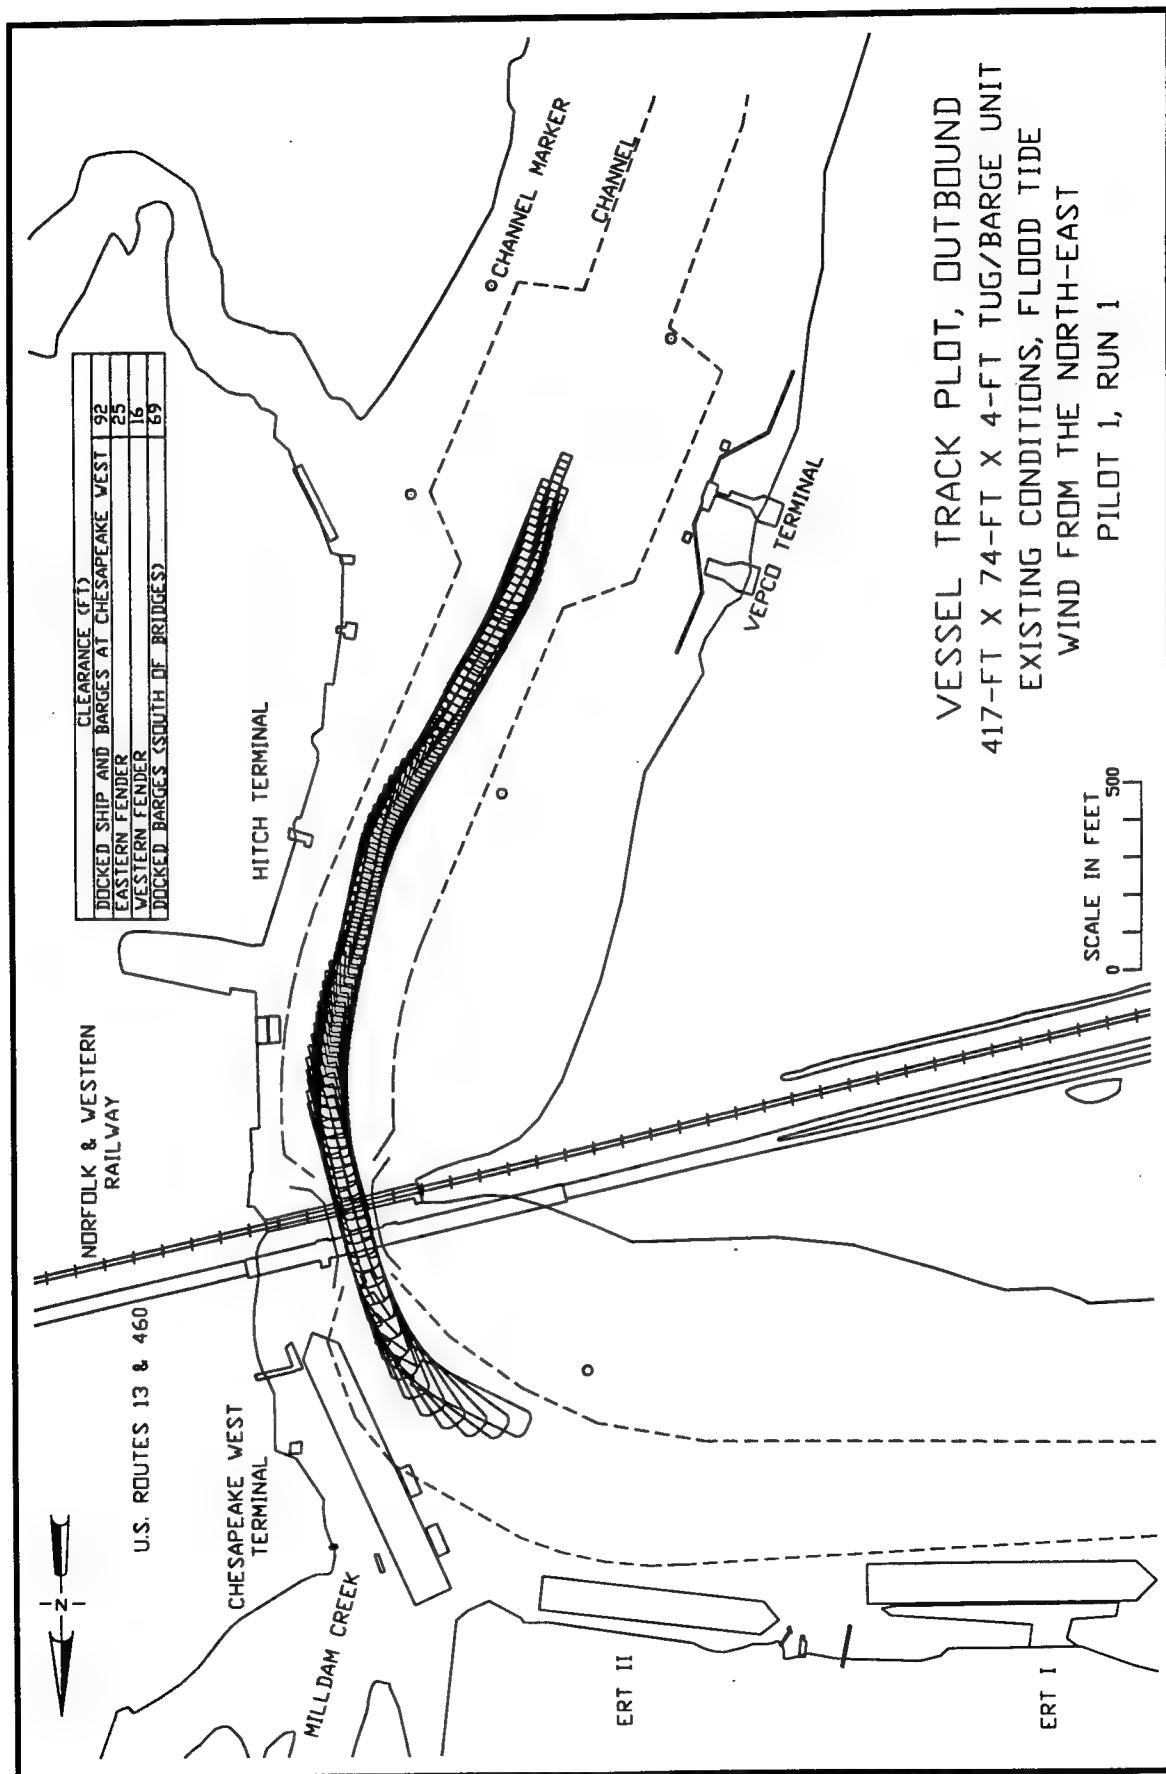 CLEARANCE (FT)
DOCKED SHIP AND BARGES AT CHESAPEAKE WEST 92
EASTERN FENDER 25
WESTERN FENDER 16
DOCKED BARGES (SOUTH OF BRIDGES) 69
N
U.S. ROUTES 13 & 460
NORFOLK & WESTERN
RAILWAY
CHESAPEAKE WEST
TERMINAL
HITCH TERMINAL
MILLDAM CREEK
CHANNEL MARKER
CHANNEL
VEPCO TERMINAL
ERT II
ERT I
SCALE IN FEET
0 500
VESSEL TRACK PLOT, OUTBOUND
417-FT X 74-FT X 4-FT TUG/BARGE UNIT
EXISTING CONDITIONS, FLOOD TIDE
WIND FROM THE NORTH-EAST
PILOT 1, RUN 1